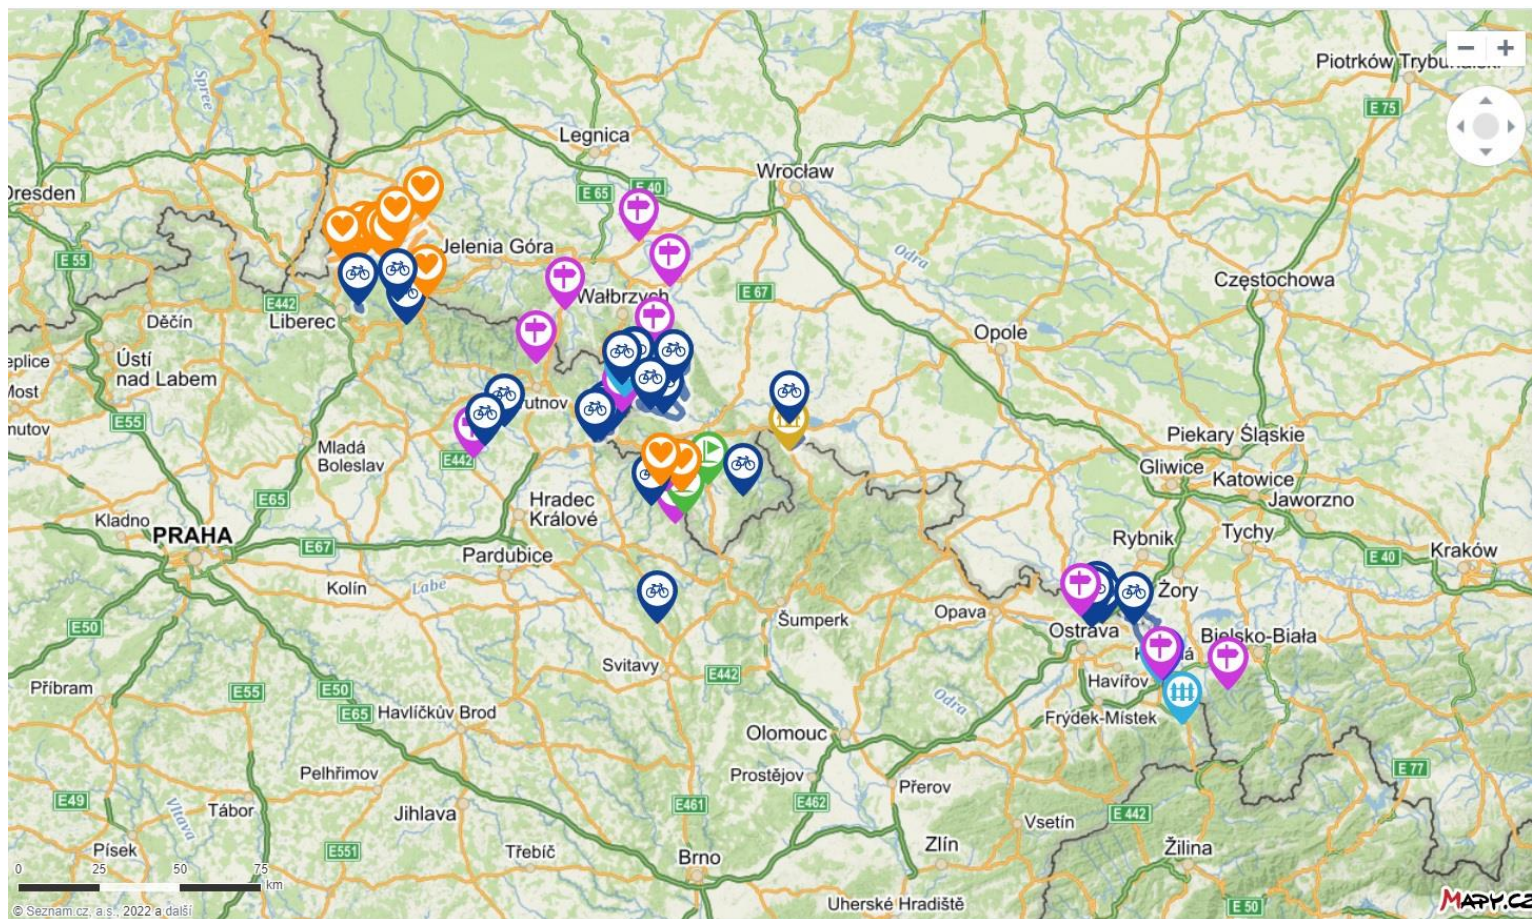 Piotrków Trybunalski
E 75
Spree
Legnica
Wrocław
E 65
E 40
Dresden
Jelenia Góra
Odra
E 55
Częstochowa
Wałbrzych
E 67
E442
Děčín
Liberec
Opole
Ústí
nad Labem
E55
Piekary Śląskie
Mladá
Boleslav
E442
Gliwice
Katowice
Jaworzno
E65
Hradec
Králové
Kladno
PRAHA
E67
Pardubice
Rybnik
Tychy
E 40
Kraków
Kolín
Labe
Żory
Opava
Šumperk
E50
Ostrava
Bielsko-Biała
Svitavy
E442
Havířov
Příbram
E55
E50
E65
Havlíčkův Brod
Odra
Frýdek-Místek
Olomouc
Pelhřimov
Prostějov
E 77
Přerov
E49
Vltava
Tábor
Jihlava
E461
E462
Vsetín
E 442
Písek
E551
Třebíč
Brno
Zlín
Žilina
0 25 50 75
km
Uherské Hradiště
E 50
© Seznam.cz, a.s., 2022 a další
MAPY.CZ